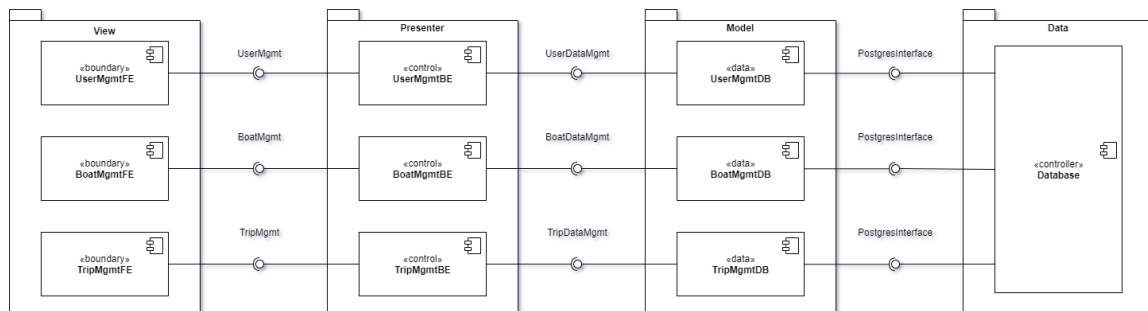 View
Presenter
Model
Data
«boundary»
UserMgmtFE
UserMgmt
«control»
UserMgmtBE
UserDataMgmt
«data»
UserMgmtDB
PostgresInterface
«boundary»
BoatMgmtFE
BoatMgmt
«control»
BoatMgmtBE
BoatDataMgmt
«data»
BoatMgmtDB
PostgresInterface
«controller»
Database
«boundary»
TripMgmtFE
TripMgmt
«control»
TripMgmtBE
TripDataMgmt
«data»
TripMgmtDB
PostgresInterface